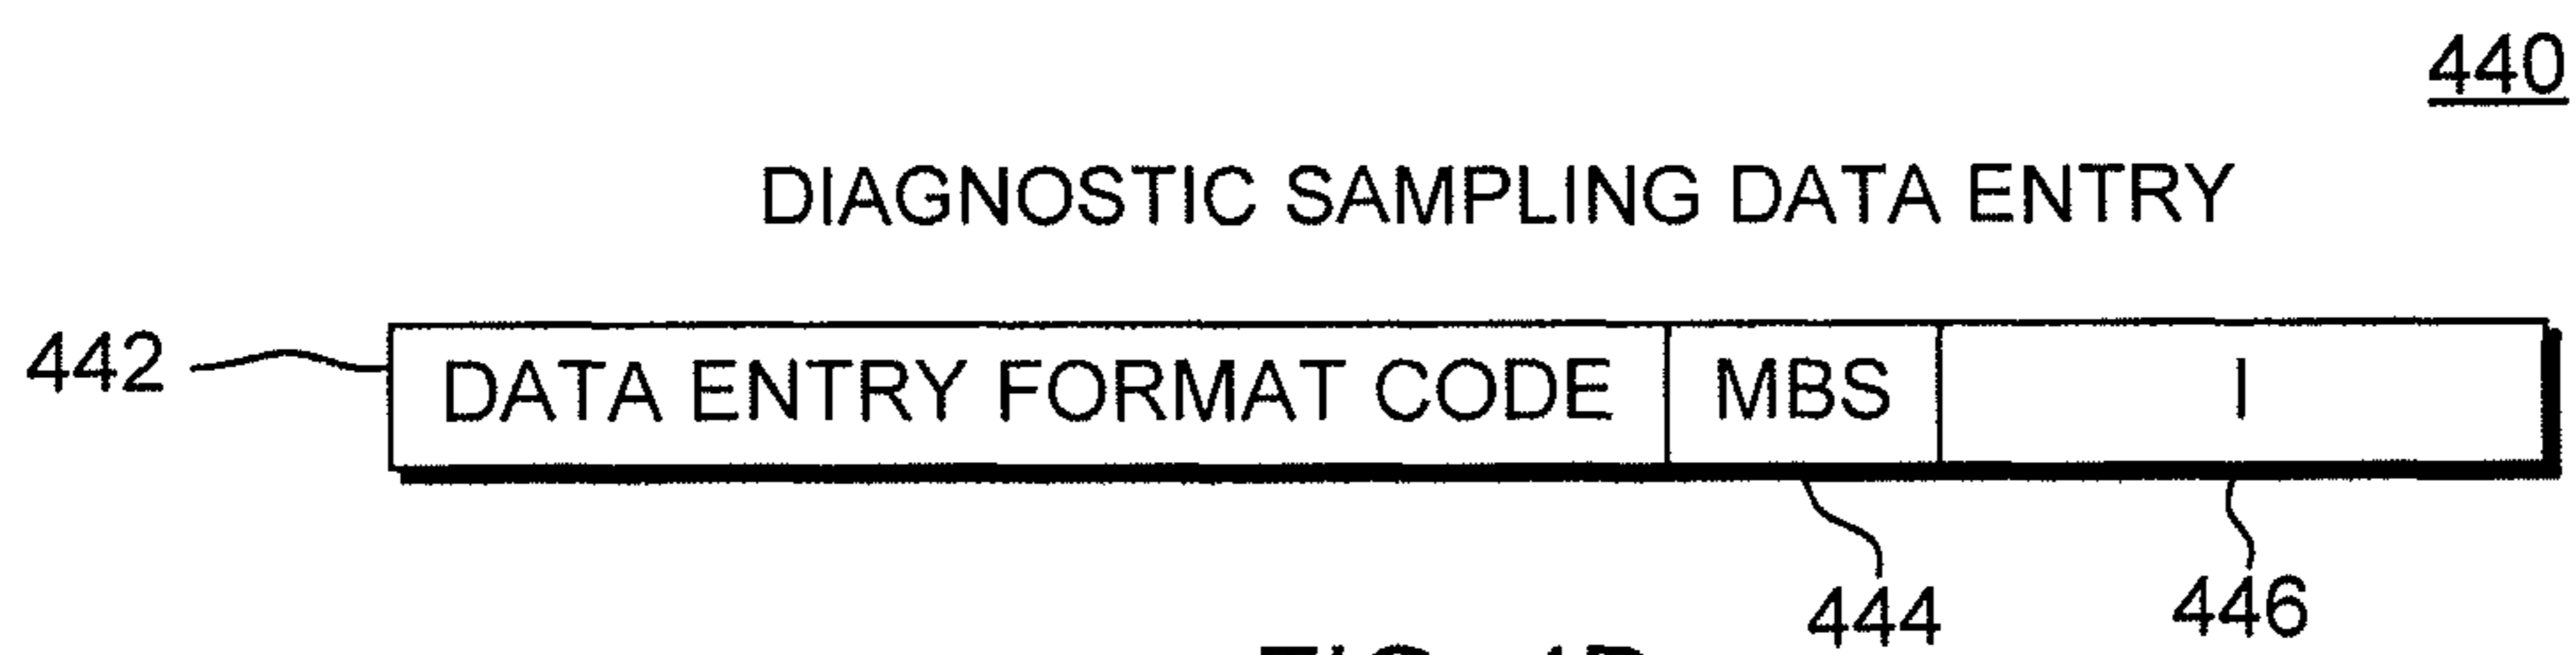 440
DIAGNOSTIC SAMPLING DATA ENTRY
442 DATA ENTRY FORMAT CODE MBS I
444 446